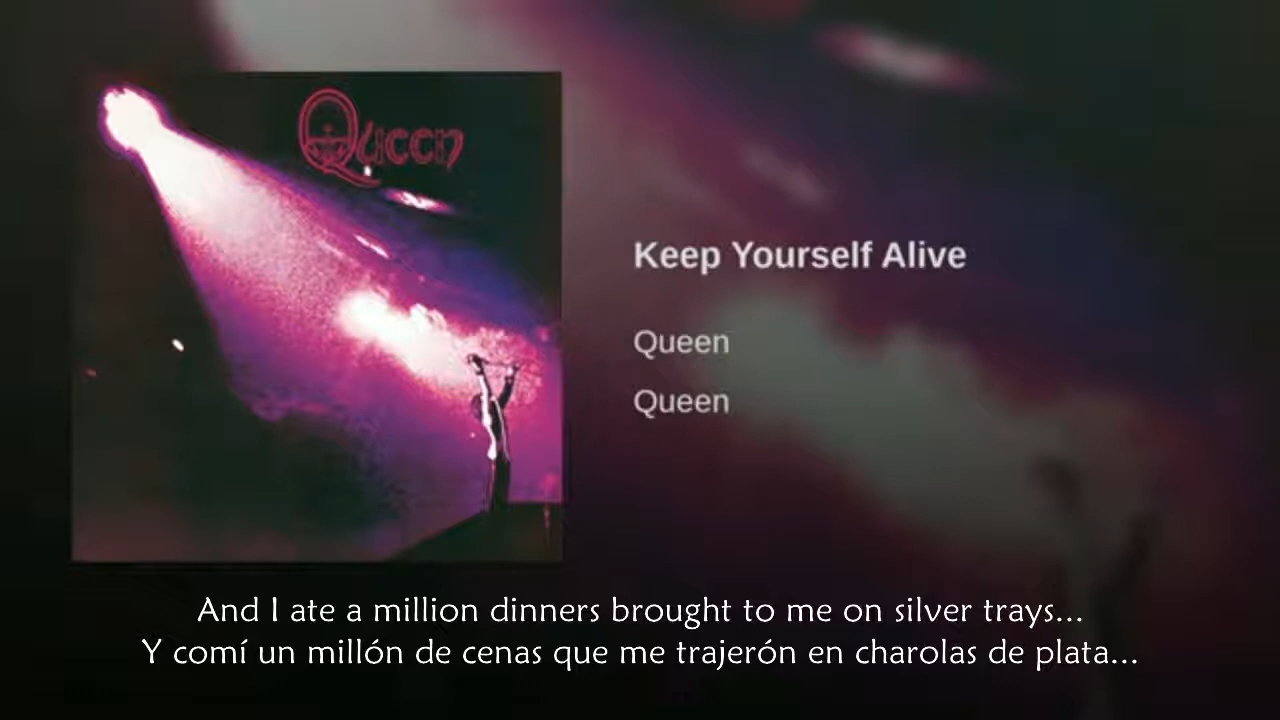 Queen
Keep Yourself Alive
Queen
Queen
And I ate a million dinners brought to me on silver trays...
Y comí un millón de cenas que me trajerón en charolas de plata...